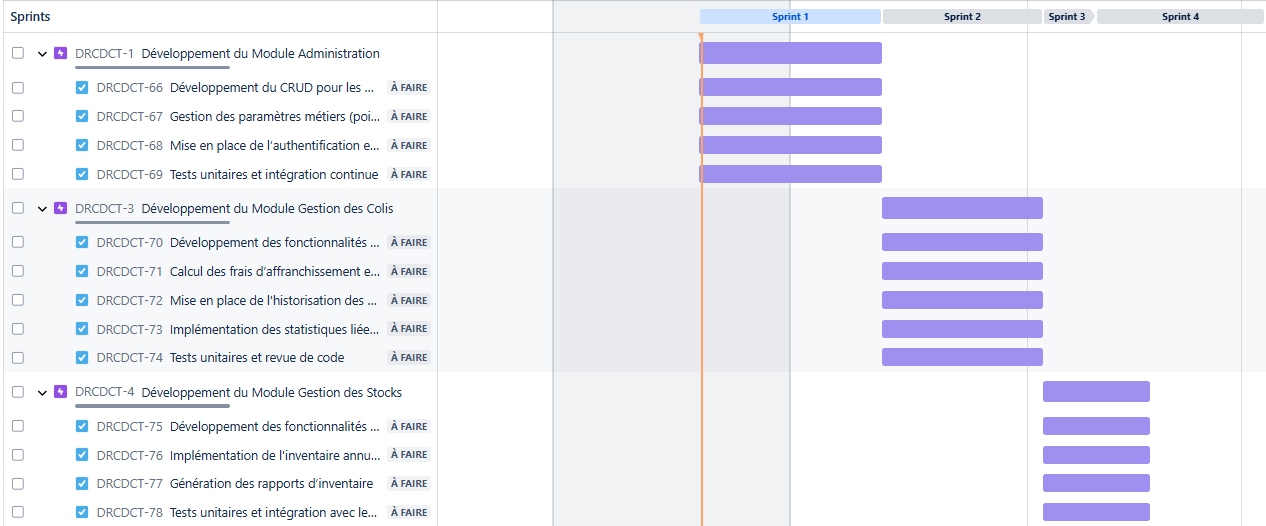 Sprints Sprint 1 Sprint 2 Sprint 3 Sprint 4
DRCDCT-1 Développement du Module Administration
DRCDCT-66 Développement du CRUD pour les ... À FAIRE
DRCDCT-67 Gestion des paramètres métiers (poi... À FAIRE
DRCDCT-68 Mise en place de l'authentification e... À FAIRE
DRCDCT-69 Tests unitaires et intégration continue À FAIRE
DRCDCT-3 Développement du Module Gestion des Colis
DRCDCT-70 Développement des fonctionnalités ... À FAIRE
DRCDCT-71 Calcul des frais d'affranchissement e... À FAIRE
DRCDCT-72 Mise en place de l'historisation des ... À FAIRE
DRCDCT-73 Implémentation des statistiques liée... À FAIRE
DRCDCT-74 Tests unitaires et revue de code À FAIRE
DRCDCT-4 Développement du Module Gestion des Stocks
DRCDCT-75 Développement des fonctionnalités ... À FAIRE
DRCDCT-76 Implémentation de l'inventaire annu... À FAIRE
DRCDCT-77 Génération des rapports d'inventaire À FAIRE
DRCDCT-78 Tests unitaires et intégration avec le... À FAIRE